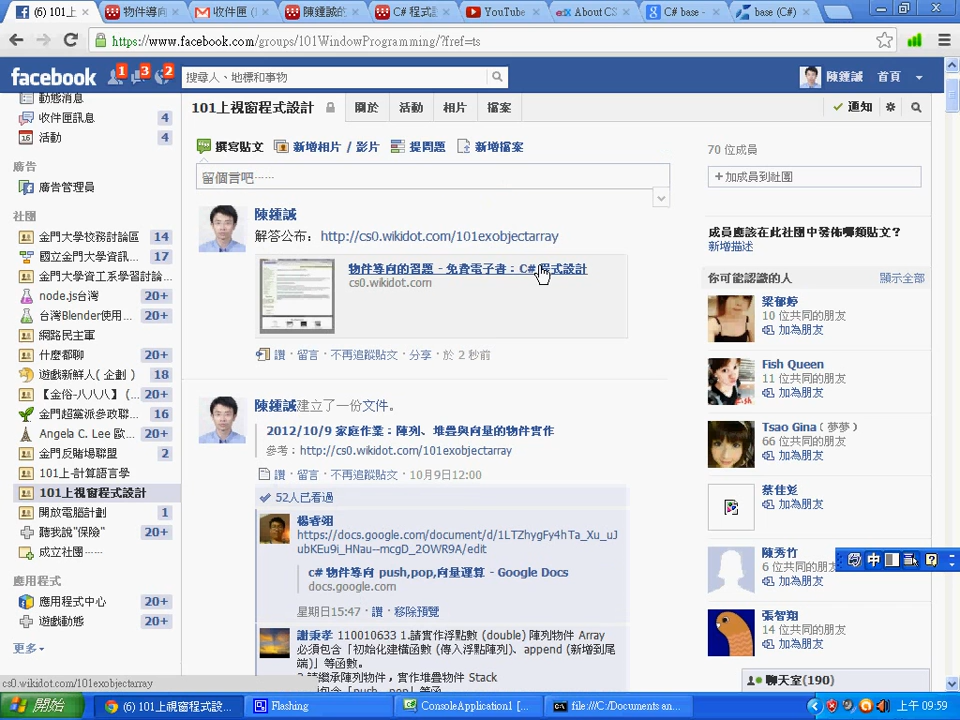 (6) 101上
物件導向
收件匣 (
陳鍾誠的
C# 程式
YouTube
About CS
C# base -
base (C#)
https://www.facebook.com/groups/101WindowProgramming/?fref=ts
facebook
1
3
2
搜尋人、地標和事物
陳鍾誠
首頁
動態消息
收件匣訊息 4
活動 4
廣告
廣告管理員
社團
金門大學校務討論區 14
國立金門大學資... 17
金門大學資工系學習討論...
node.js台灣 20+
台灣Blender使用... 20+
網路民主軍
什麼都聊 20+
遊戲新鮮人( 企劃 ) 18
【金俗-八八八】 (... 20+
金門超黨派參政聯... 16
Angela C. Lee 歐... 20+
金門反賭場聯盟 2
101上-計算語言學
101上視窗程式設計
開放電腦計劃 1
聽我說"保險" 20+
成立社團……
應用程式
應用程式中心 20+
遊戲動態 20+
更多
101上視窗程式設計
關於
活動
相片
檔案
通知
撰寫貼文
新增相片 / 影片
提問題
新增檔案
留個言吧……
陳鍾誠
解答公布: http://cs0.wikidot.com/101exobjectarray
物件導向的習題 - 免費電子書:C# 程式設計
cs0.wikidot.com
讚 · 留言 · 不再追蹤貼文 · 分享 · 於 2 秒前
陳鍾誠建立了一份文件。
2012/10/9 家庭作業:陣列、堆疊與向量的物件實作
參考:http://cs0.wikidot.com/101exobjectarray
讚 · 留言 · 不再追蹤貼文 · 10月9日12:00
52人已看過
楊睿翊
https://docs.google.com/document/d/1LTZhygFy4hTa_Xu_uJ
ubKEu9i_HNau--mcgD_2OWR9A/edit
c# 物件導向 push,pop,向量運算 - Google Docs
docs.google.com
星期日15:47 · 讚 · 移除預覽
謝秉孝 110010633 1.請實作浮點數 (double) 陣列物件 Array
必須包含「初始化建構函數 (傳入浮點陣列)、append (新增到尾
端)」等函數。
2.請繼承陣列物件,實作堆疊物件 Stack
70 位成員
+加成員到社團
成員應該在此社團中發佈哪類貼文?
新增描述
你可能認識的人
顯示全部
梁郁婷
10 位共同的朋友
加為朋友
Fish Queen
11 位共同的朋友
加為朋友
Tsao Gina ( 夢夢 )
66 位共同的朋友
加為朋友
蔡佳彣
加為朋友
陳秀竹
6 位共同的朋友
加為朋友
張智翔
14 位共同的朋友
加為朋友
中
聊天室(190)
cs0.wikidot.com/101exobjectarray
開始
(6) 101上視窗程式設...
Flashing
ConsoleApplication1 [...
file:///C:/Documents an...
上午 09:59